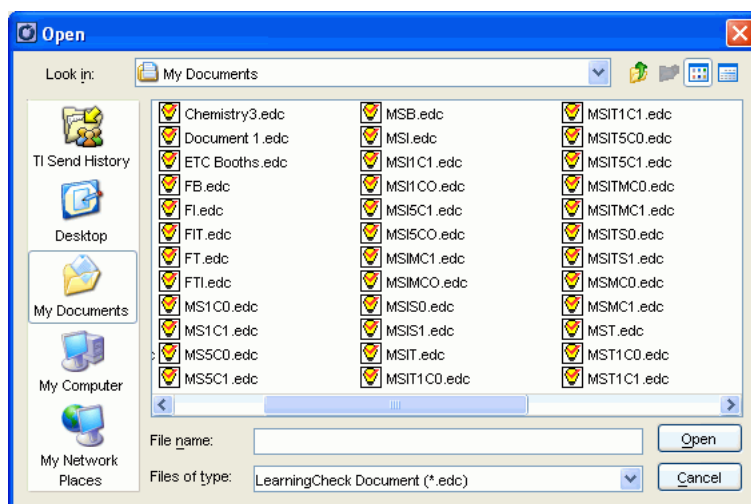 Open
Look in:
My Documents
TI Send History
Desktop
My Documents
My Computer
My Network
Places
Chemistry3.edc
Document 1.edc
ETC Booths.edc
FB.edc
FI.edc
FIT.edc
FT.edc
FTI.edc
MS1C0.edc
MS1C1.edc
MS5C0.edc
MS5C1.edc
MSB.edc
MSI.edc
MSI1C1.edc
MSI1CO.edc
MSI5C1.edc
MSI5CO.edc
MSIMC1.edc
MSIMCO.edc
MSIS0.edc
MSIS1.edc
MSIT.edc
MSIT1C0.edc
MSIT1C1.edc
MSIT5C0.edc
MSIT5C1.edc
MSITMC0.edc
MSITMC1.edc
MSITS0.edc
MSITS1.edc
MSMC0.edc
MSMC1.edc
MST.edc
MST1C0.edc
MST1C1.edc
File name:
Open
Files of type:
LearningCheck Document (*.edc)
Cancel